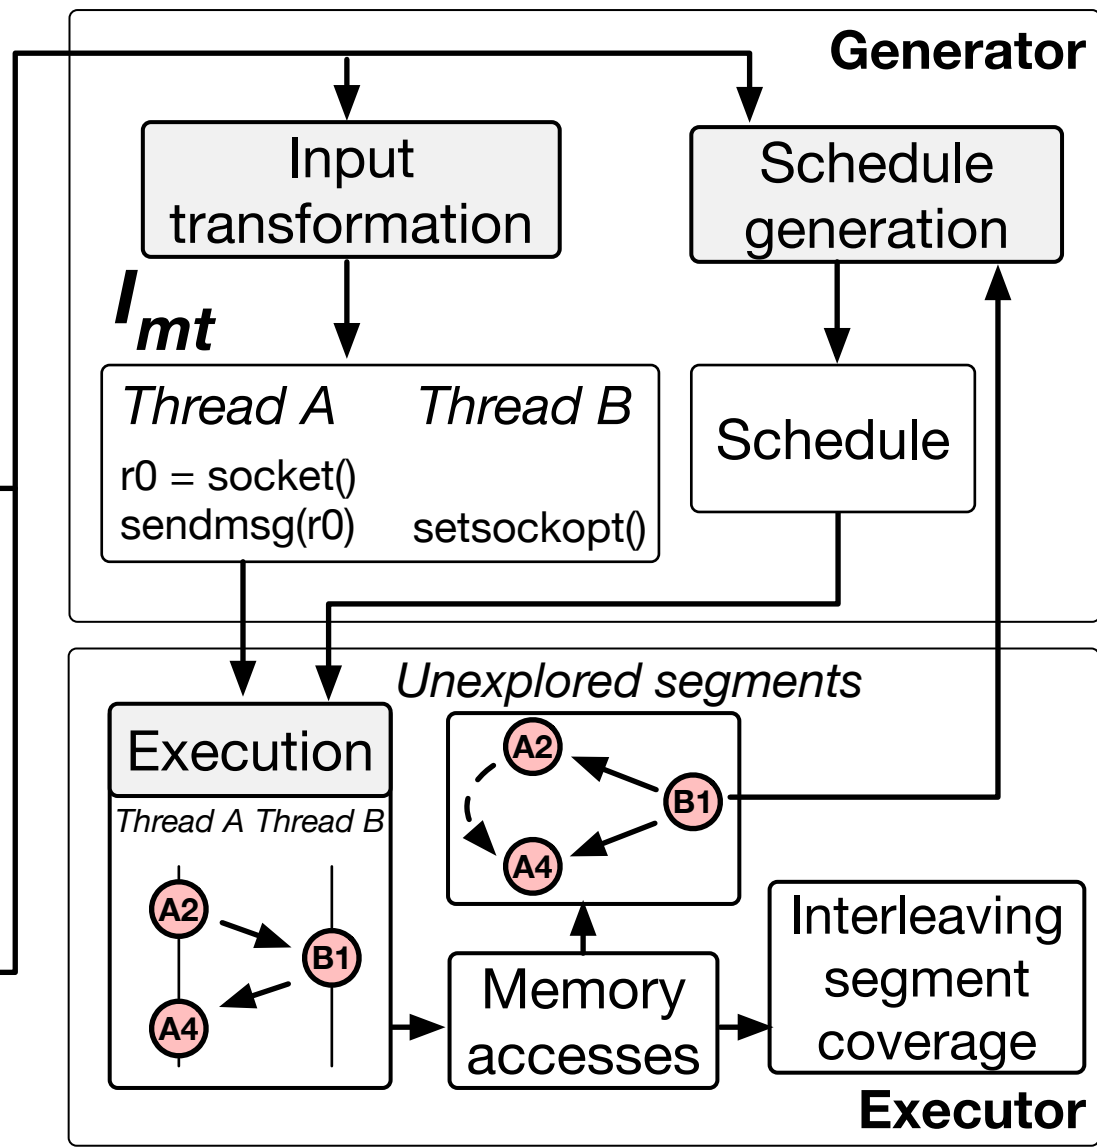 Generator
Input
transformation
Schedule
generation
I_mt
Thread A Thread B
r0 = socket()
sendmsg(r0) setsockopt()
Schedule
Unexplored segments
A2
B1
A4
Execution
Thread A Thread B
A2
B1
A4
Memory
accesses
Interleaving
segment
coverage
Executor